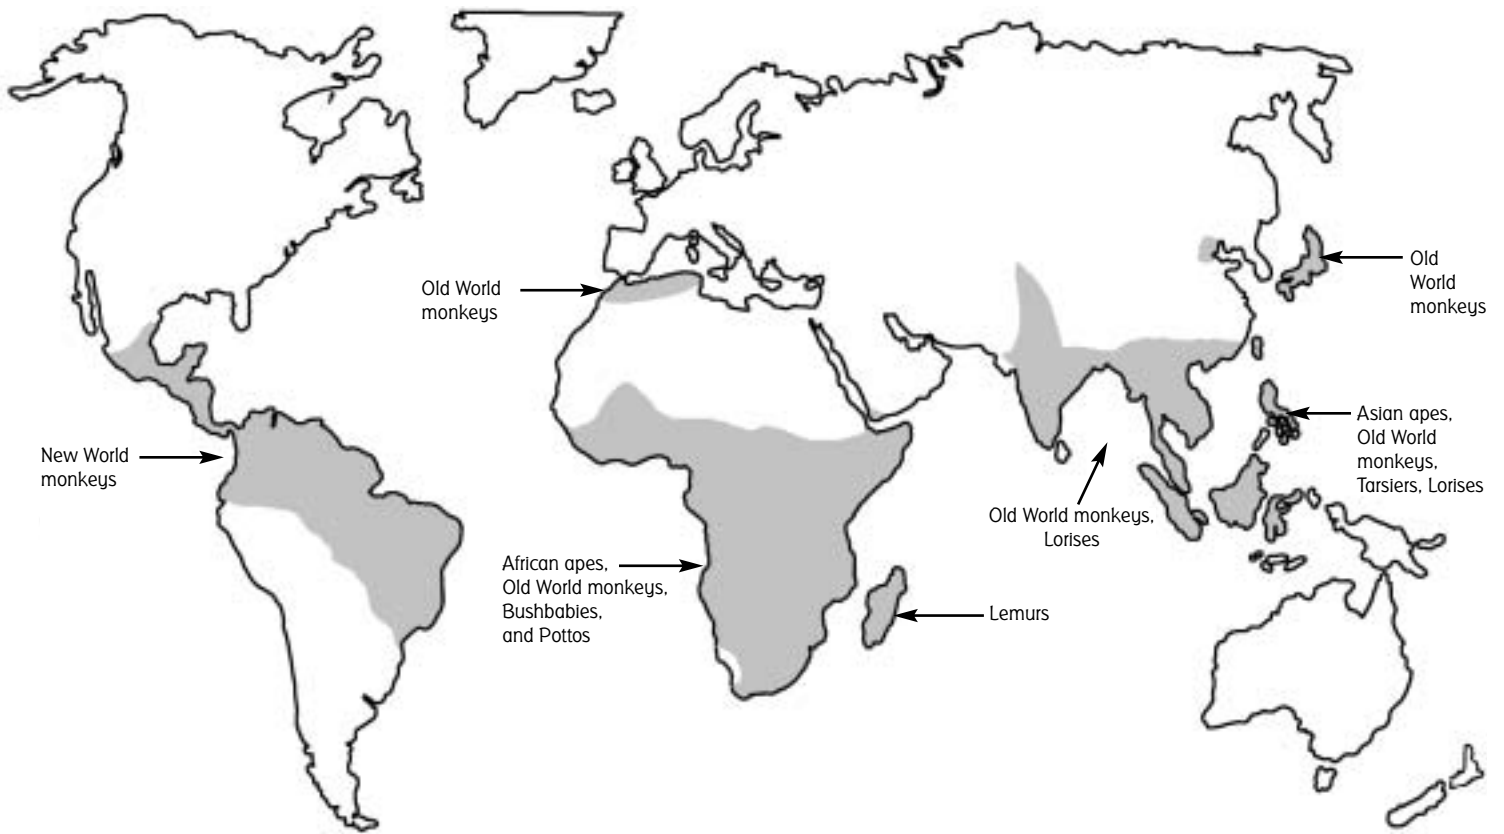 Old World
monkeys
Old
World
monkeys
New World
monkeys
Asian apes,
Old World
monkeys,
Tarsiers, Lorises
Old World monkeys,
Lorises
African apes,
Old World monkeys,
Bushbabies,
and Pottos
Lemurs